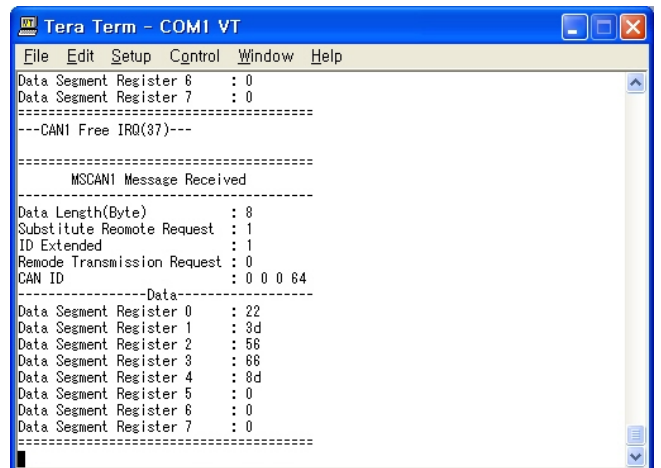 Tera Term - COM1 VT
File Edit Setup Control Window Help
Data Segment Register 6 : 0
Data Segment Register 7 : 0
======================================
---CAN1 Free IRQ(37)---
======================================
MSCAN1 Message Received
--------------------------------------
Data Length(Byte) : 8
Substitute Reomote Request : 1
ID Extended : 1
Remode Transmission Request : 0
CAN ID : 0 0 0 64
-----------------Data-----------------
Data Segment Register 0 : 22
Data Segment Register 1 : 3d
Data Segment Register 2 : 56
Data Segment Register 3 : 66
Data Segment Register 4 : 8d
Data Segment Register 5 : 0
Data Segment Register 6 : 0
Data Segment Register 7 : 0
======================================